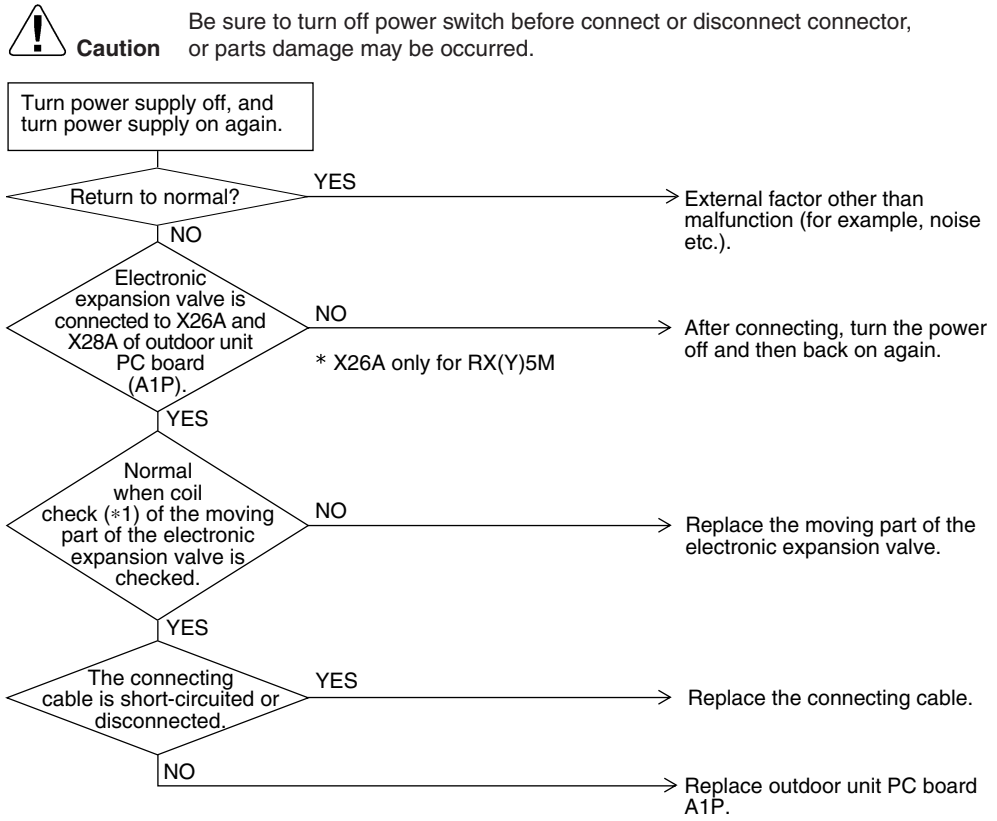 Be sure to turn off power switch before connect or disconnect connector,
Caution or parts damage may be occurred.
Turn power supply off, and
turn power supply on again.
Return to normal?
YES
External factor other than
malfunction (for example, noise
etc.).
NO
Electronic
expansion valve is
connected to X26A and
X28A of outdoor unit
PC board
(A1P).
NO
* X26A only for RX(Y)5M
After connecting, turn the power
off and then back on again.
YES
Normal
when coil
check (*1) of the moving
part of the electronic
expansion valve is
checked.
NO
Replace the moving part of the
electronic expansion valve.
YES
The connecting
cable is short-circuited or
disconnected.
YES
Replace the connecting cable.
NO
Replace outdoor unit PC board
A1P.